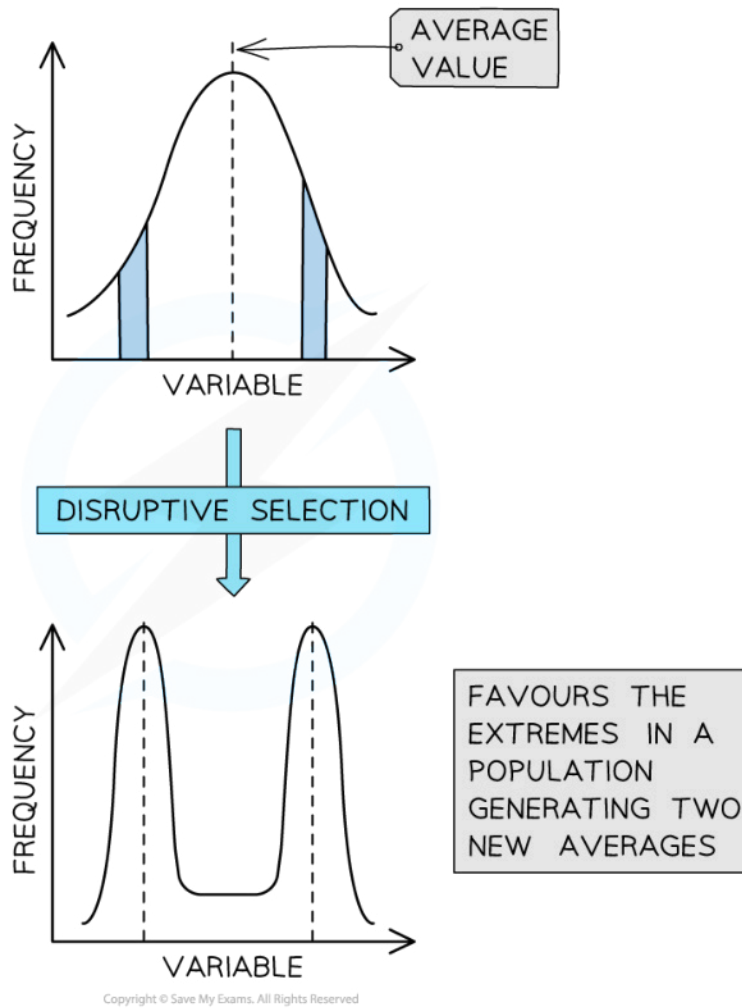 AVERAGE
VALUE
FREQUENCY
VARIABLE
DISRUPTIVE SELECTION
FREQUENCY
FAVOURS THE
EXTREMES IN A
POPULATION
GENERATING TWO
NEW AVERAGES
VARIABLE
Copyright © Save My Exams. All Rights Reserved